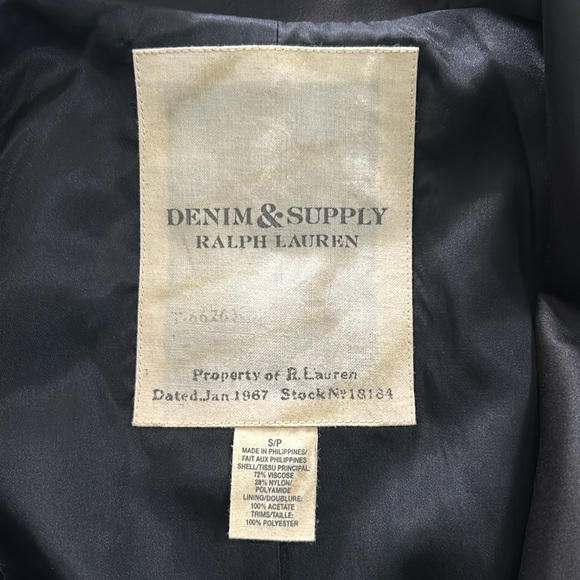 DENIM & SUPPLY
RALPH LAUREN
Property of R. Lauren
Dated. Jan. 1967 Stock No 18184
S/P
MADE IN PHILIPPINES/
FAIT AUX PHILIPPINES
SHELL/TISSU PRINCIPAL:
72% VISCOSE
28% NYLON/
POLYAMIDE
LINING/DOUBLURE:
100% ACETATE
TRIMS/TAILLE:
100% POLYESTER